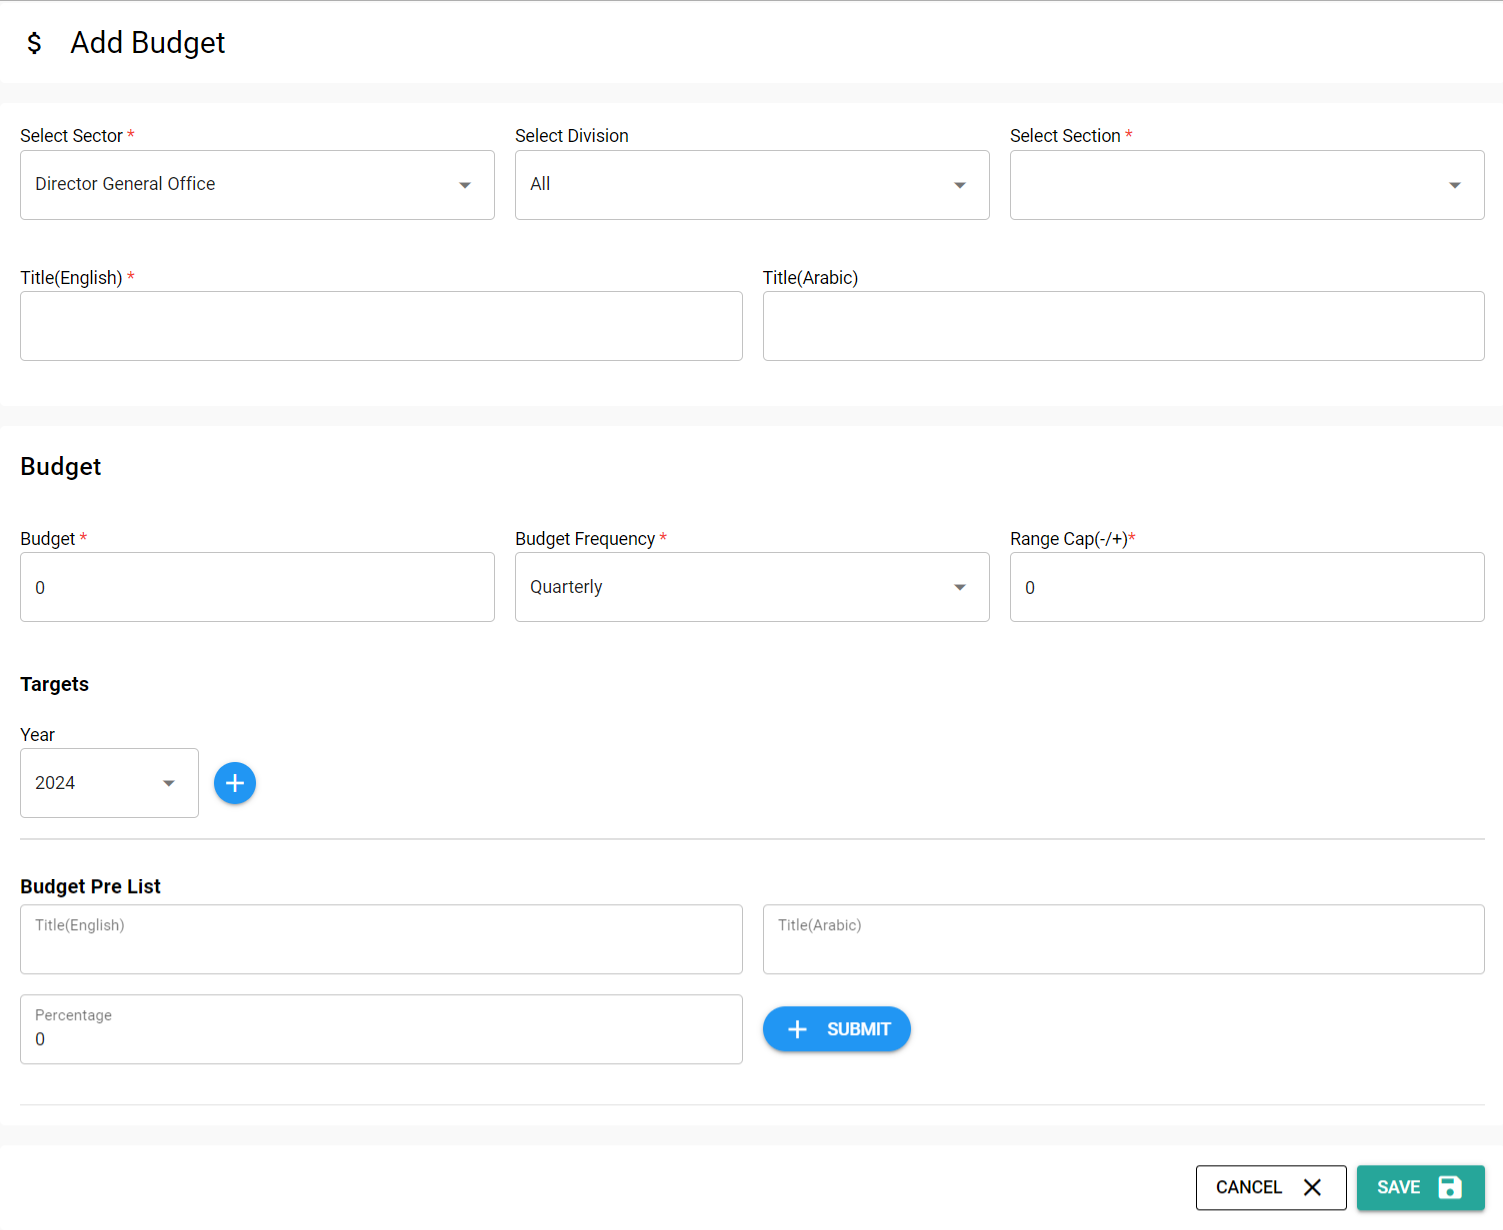 $ Add Budget
Select Sector * Select Division Select Section *
Director General Office All
Title(English) * Title(Arabic)
Budget
Budget * Budget Frequency * Range Cap(-/+)*
0 Quarterly 0
Targets
Year
2024
Budget Pre List
Title(English) Title(Arabic)
Percentage
0
SUBMIT
CANCEL SAVE